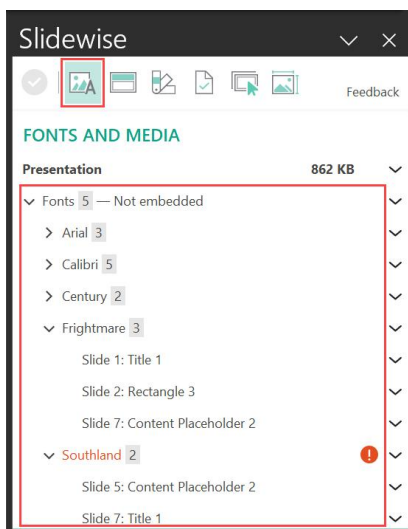 Slidewise
Feedback
FONTS AND MEDIA
Presentation 862 KB
Fonts 5 — Not embedded
Arial 3
Calibri 5
Century 2
Frightmare 3
Slide 1: Title 1
Slide 2: Rectangle 3
Slide 7: Content Placeholder 2
Southland 2
Slide 5: Content Placeholder 2
Slide 7: Title 1